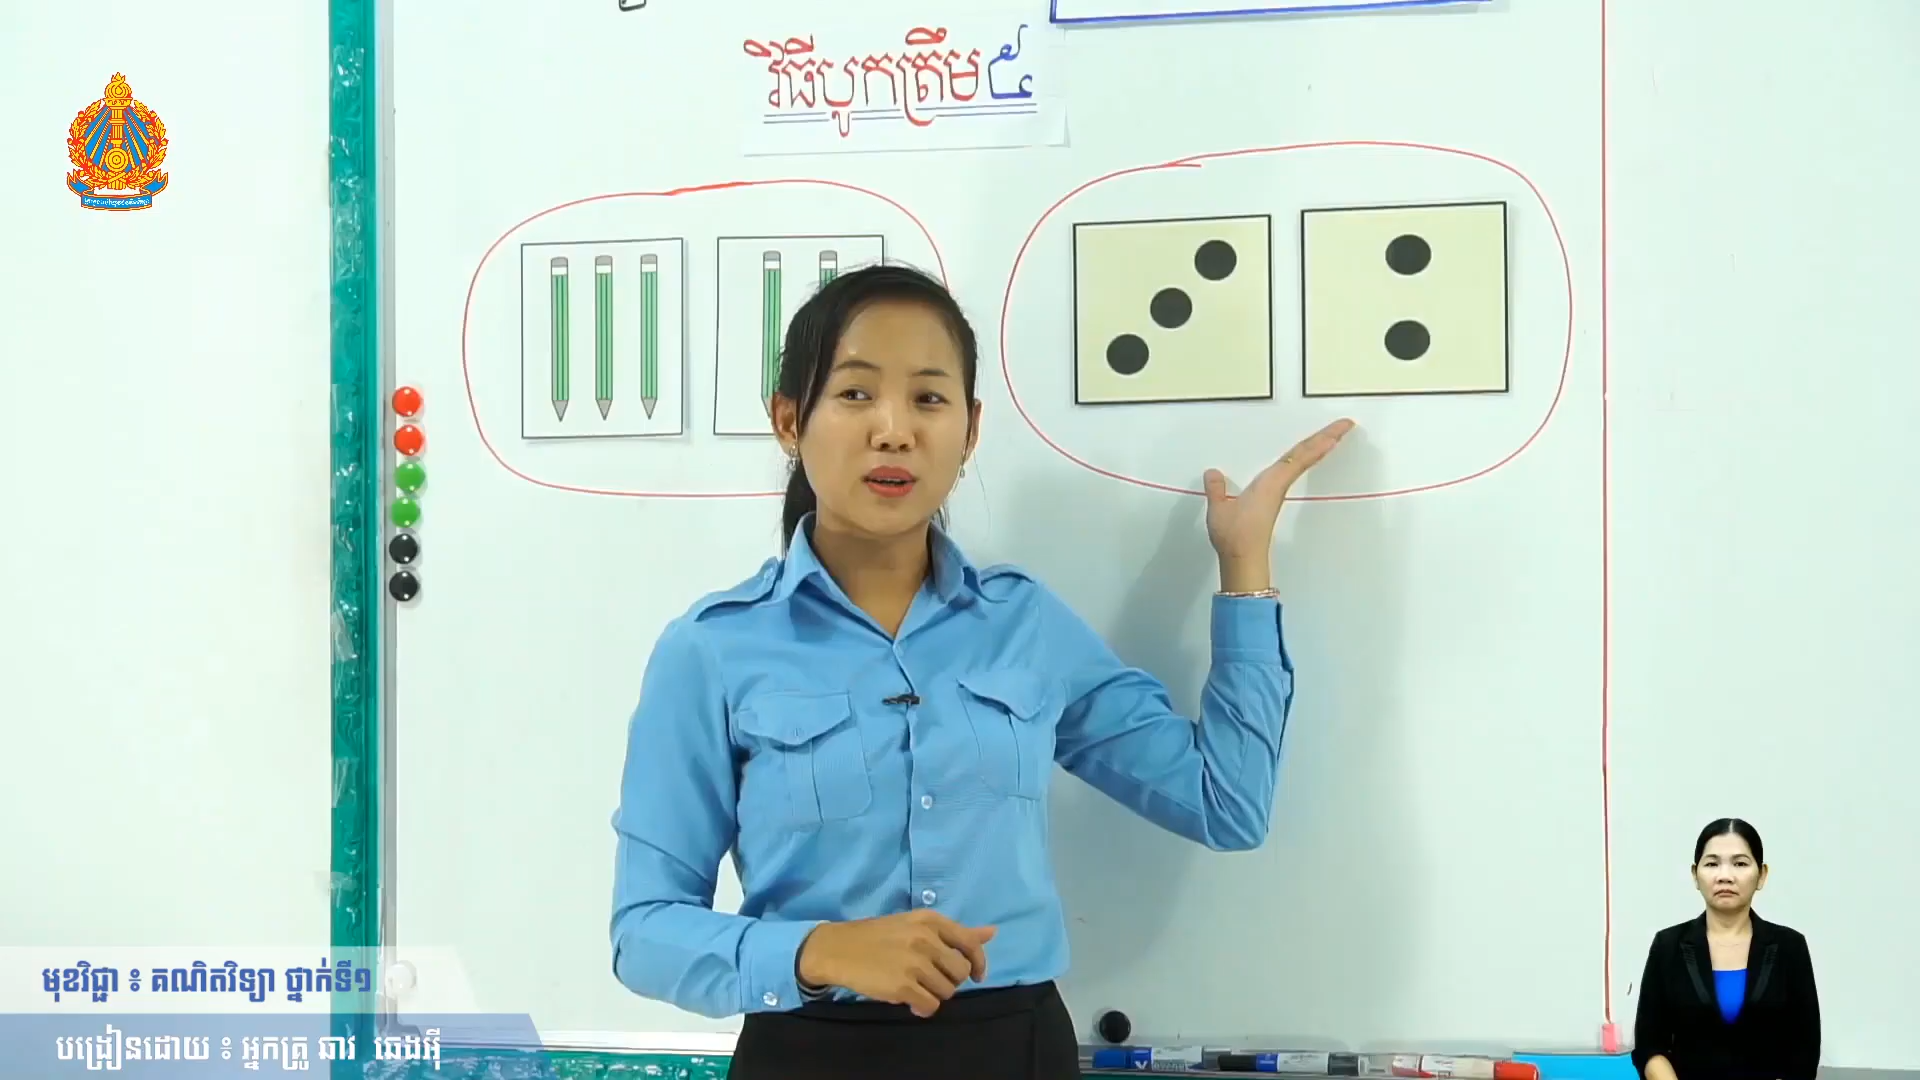 វិធីបូកត្រឹម៥
មុខវិជ្ជា ៖ គណិតវិទ្យា ថ្នាក់ទី១
បង្រៀនដោយ ៖ អ្នកគ្រូ ឆាវ ឆេងអ៊ី